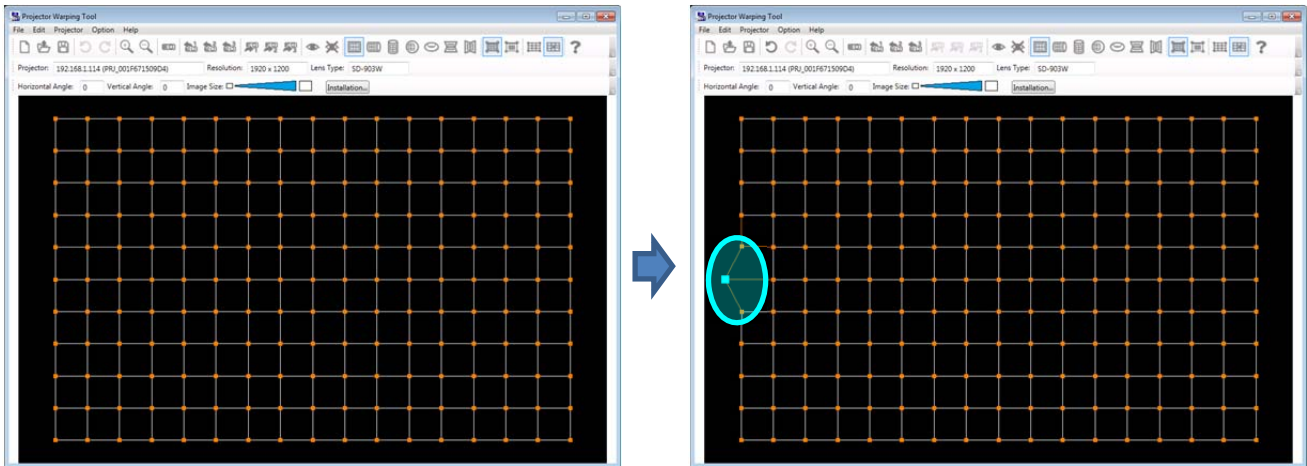 Projector Warping Tool
File Edit Projector Option Help
Projector: 192.168.1.114 (PRJ_001F671509D4) Resolution: 1920 x 1200 Lens Type: SD-903W
Horizontal Angle: 0 Vertical Angle: 0 Image Size: Installation...
Projector Warping Tool
File Edit Projector Option Help
Projector: 192.168.1.114 (PRJ_001F671509D4) Resolution: 1920 x 1200 Lens Type: SD-903W
Horizontal Angle: 0 Vertical Angle: 0 Image Size: Installation...